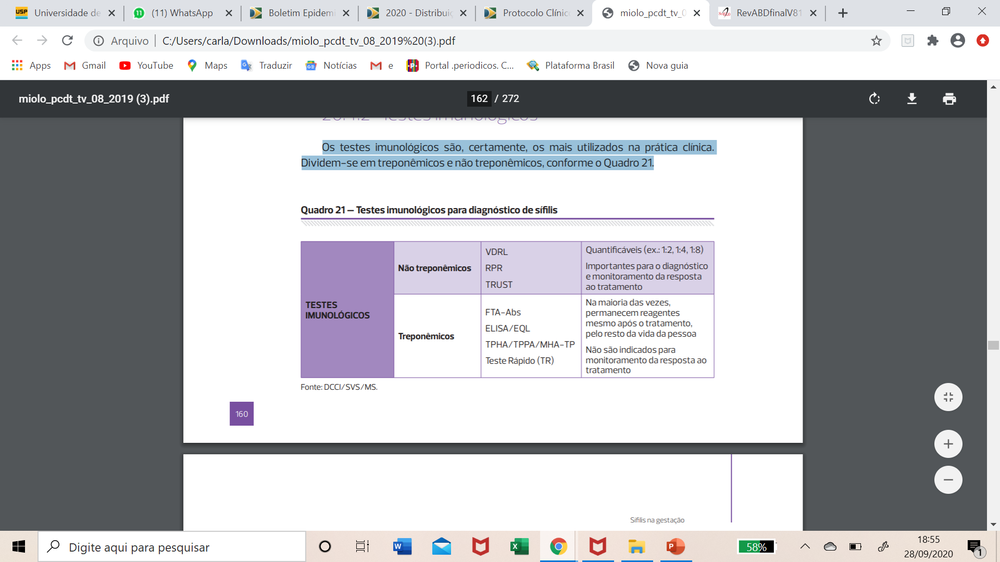 Universidade de
(11) WhatsApp
Boletim Epidemi
2020 - Distribuiç
Protocolo Clínic
miolo_pcdt_tv_0
RevABDfinalV81
Arquivo
C:/Users/carla/Downloads/miolo_pcdt_tv_08_2019%20(3).pdf
Apps
Gmail
YouTube
Maps
Traduzir
Notícias
e
Portal .periodicos. C...
Plataforma Brasil
Nova guia
miolo_pcdt_tv_08_2019 (3).pdf
162 / 272
Os testes imunológicos são, certamente, os mais utilizados na prática clínica.
Dividem-se em treponêmicos e não treponêmicos, conforme o Quadro 21.
Quadro 21 — Testes imunológicos para diagnóstico de sífilis
TESTES
IMUNOLÓGICOS
Não treponêmicos
VDRL
RPR
TRUST
Quantificáveis (ex.: 1:2, 1:4, 1:8)
Importantes para o diagnóstico
e monitoramento da resposta
ao tratamento
Treponêmicos
FTA-Abs
ELISA/EQL
TPHA/TPPA/MHA-TP
Teste Rápido (TR)
Na maioria das vezes,
permanecem reagentes
mesmo após o tratamento,
pelo resto da vida da pessoa
Não são indicados para
monitoramento da resposta ao
tratamento
Fonte: DCCI/SVS/MS.
160
Sífilis na gestação
Digite aqui para pesquisar
58%
18:55
28/09/2020
1